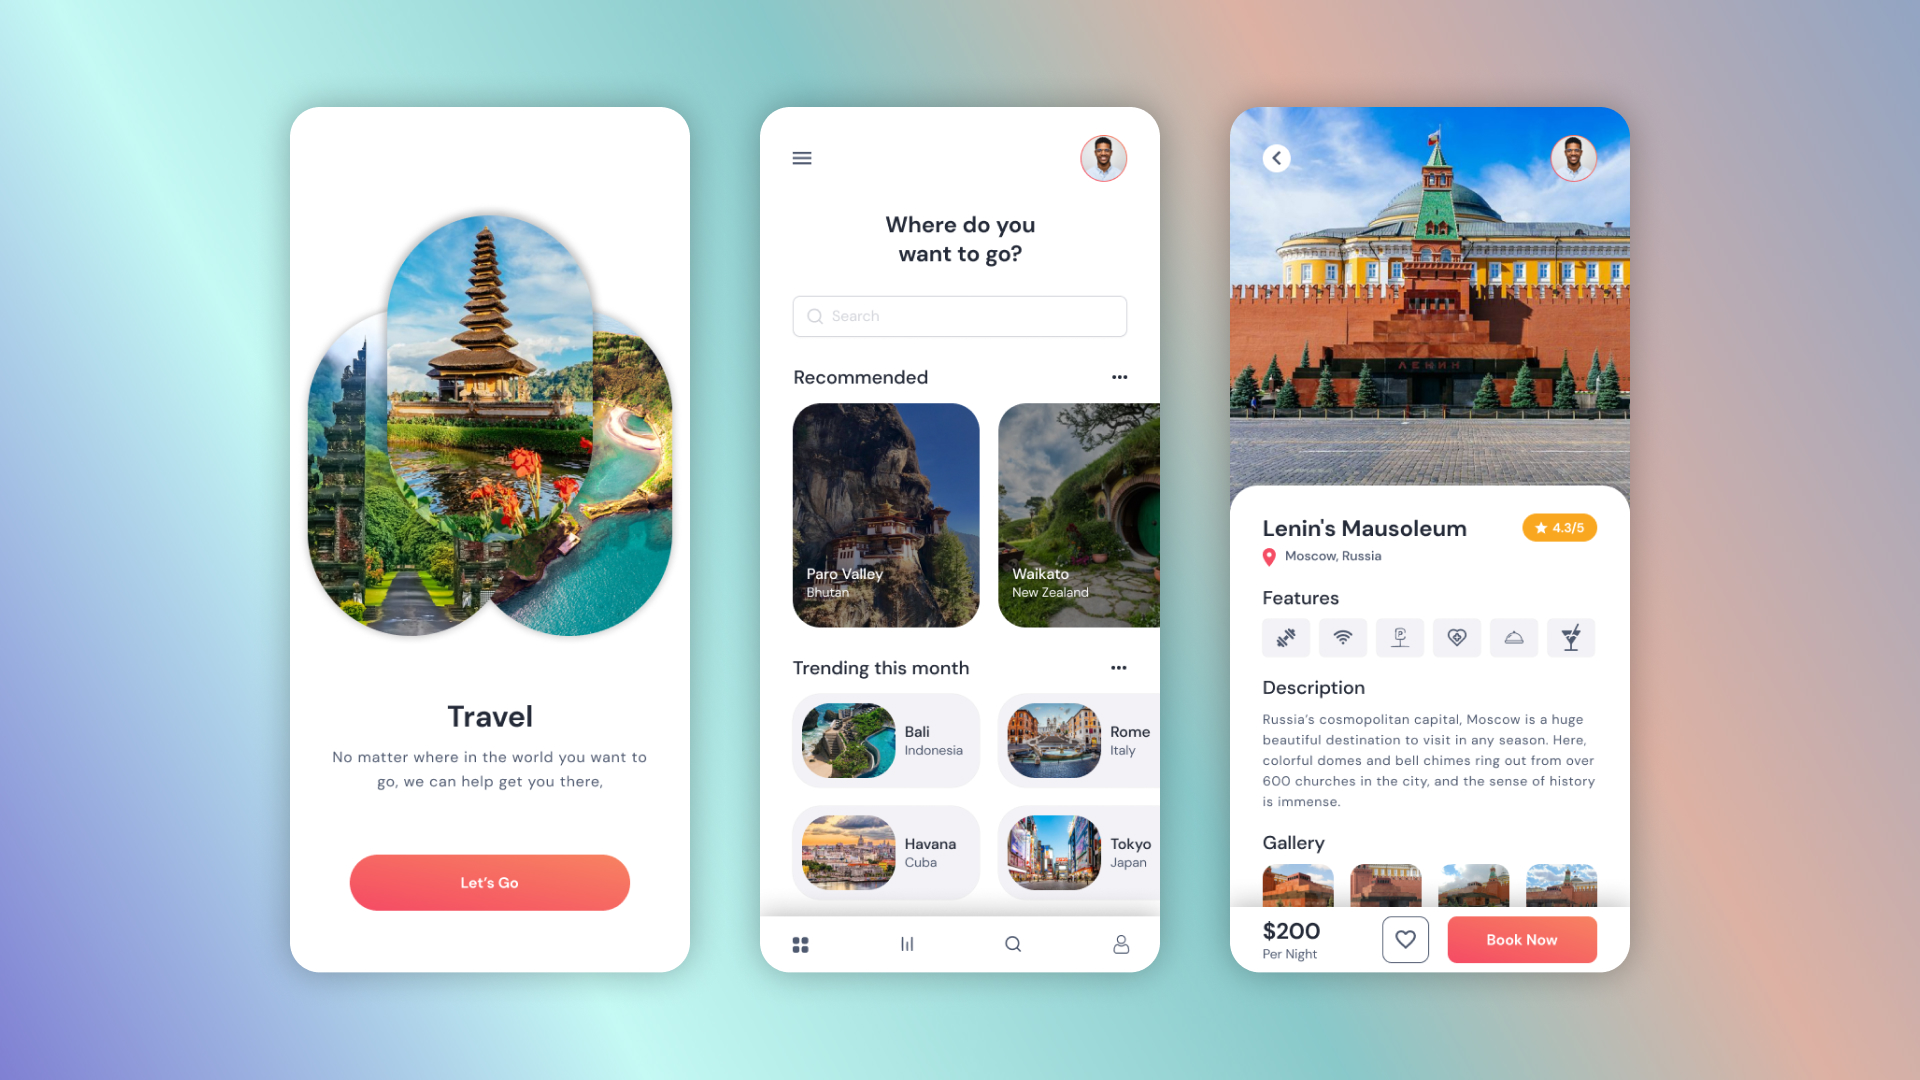 Travel
No matter where in the world you want to
go, we can help get you there,
Let's Go
Where do you
want to go?
Search
Recommended
Paro Valley
Bhutan
Waikato
New Zealand
Trending this month
Bali
Indonesia
Rome
Italy
Havana
Cuba
Tokyo
Japan
ЛЕНИН
Lenin's Mausoleum
4.3/5
Moscow, Russia
Features
P
Description
Russia's cosmopolitan capital, Moscow is a huge
beautiful destination to visit in any season. Here,
colorful domes and bell chimes ring out from over
600 churches in the city, and the sense of history
is immense.
Gallery
$200
Per Night
Book Now